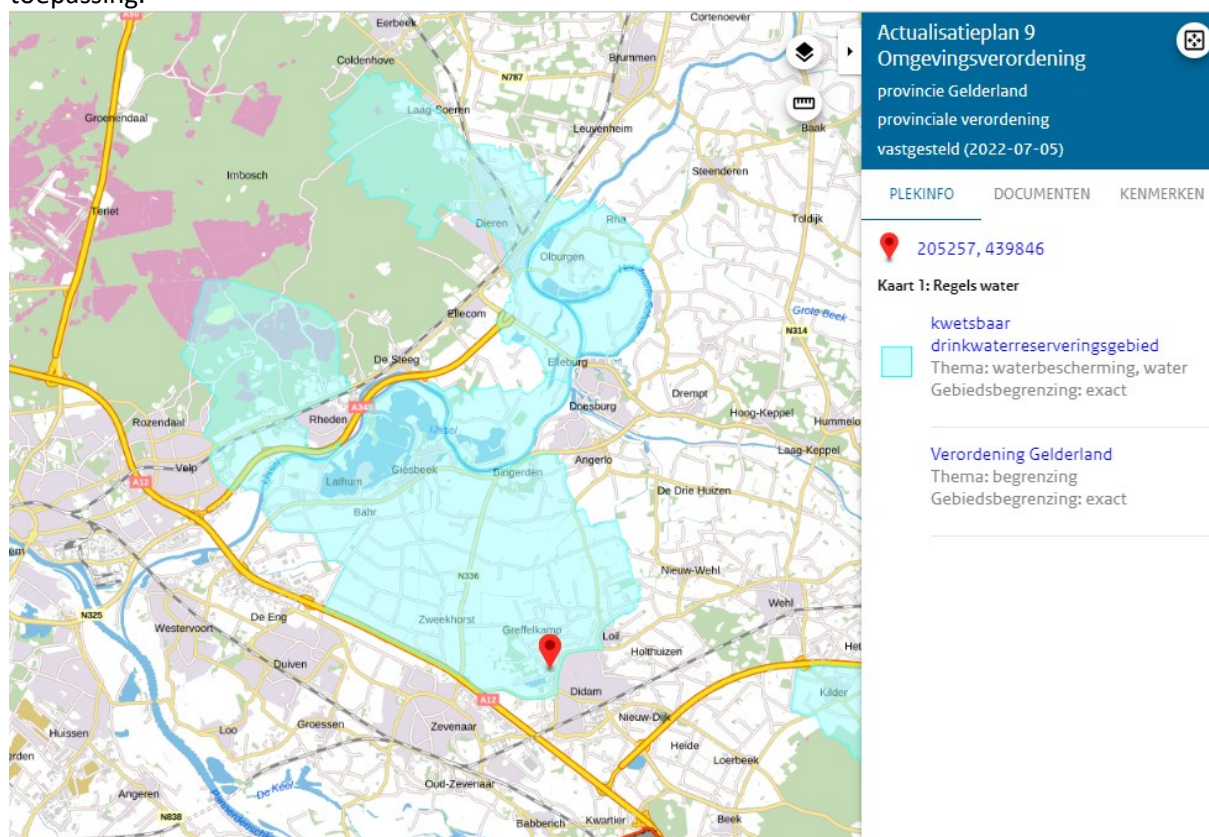 toepassing.
A50
Eerbeek
Cortenoever
Coldenhove
Brummen
N787
Groenendaal
Laag-Soeren
Leuvenheim
Baak
Imbosch
Steenderen
Terlet
Rha
Toldijk
Dieren
Olburgen
Grote Beek
Ellecom
N314
De Steeg
Elleburg
A348
Doesburg
Drempt
Hoog-Keppel
Hummelo
Rozendaal
Rheden
IJssel
Laag-Keppel
Velp
Giesbeek
Bingerden
Angerlo
A12
Lathum
De Drie Huizen
Bahr
N336
Nieuw-Wehl
Wehl
N325
De Eng
Zweekhorst
Greffelkamp
Westervoort
Loil
Holthuizen
Duiven
Didam
A12
Kilder
Nieuw-Dijk
Huissen
Loo
Groessen
Zevenaar
Heide
Loerbeek
Oud-Zevenaar
Angeren
N838
Babberich
Kwartier
Beek
Actualisatieplan 9
Omgevingsverordening
provincie Gelderland
provinciale verordening
vastgesteld (2022-07-05)
PLEKINFO DOCUMENTEN KENMERKEN
205257, 439846
Kaart 1: Regels water
kwetsbaar
drinkwaterreserveringsgebied
Thema: waterbescherming, water
Gebiedsbegrenzing: exact
Verordening Gelderland
Thema: begrenzing
Gebiedsbegrenzing: exact